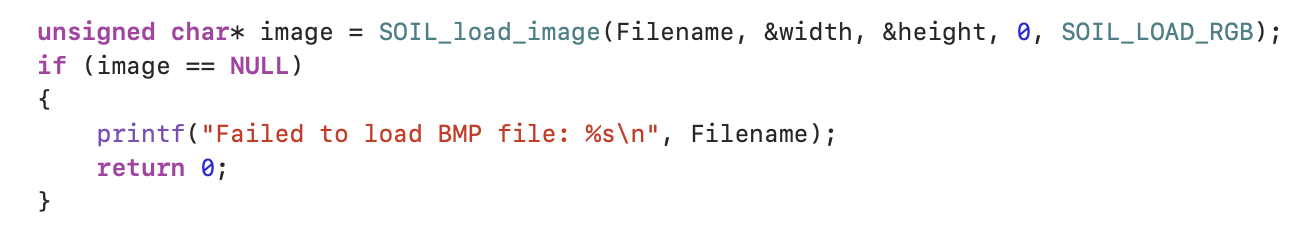 unsigned char* image = SOIL_load_image(Filename, &width, &height, 0, SOIL_LOAD_RGB);
if (image == NULL)
{
    printf("Failed to load BMP file: %s\n", Filename);
    return 0;
}